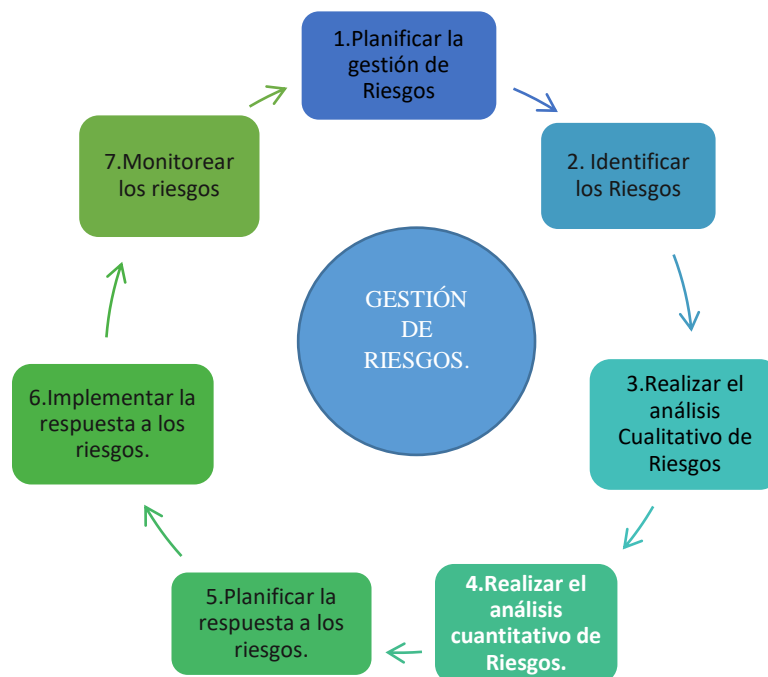 1.Planificar la
gestión de
Riesgos
2. Identificar
los Riesgos
3.Realizar el
análisis
Cualitativo de
Riesgos
4.Realizar el
análisis
cuantitativo de
Riesgos.
5.Planificar la
respuesta a los
riesgos.
6.Implementar la
respuesta a los
riesgos.
7.Monitorear
los riesgos
GESTIÓN
DE
RIESGOS.